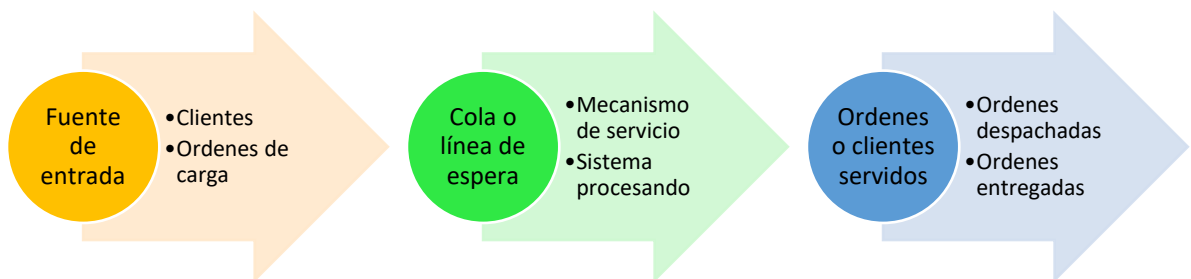 Fuente
de
entrada
•Clientes
•Ordenes de
carga
Cola o
línea de
espera
•Mecanismo
de servicio
•Sistema
procesando
Ordenes
o clientes
servidos
•Ordenes
despachadas
•Ordenes
entregadas